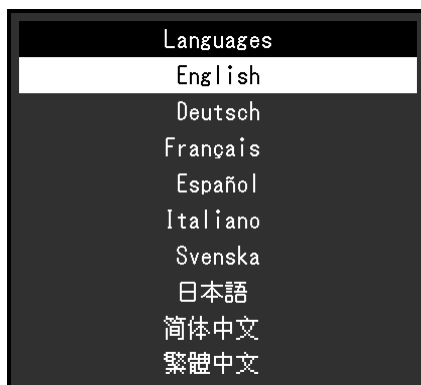 Languages
English
Deutsch
Français
Español
Italiano
Svenska
日本語
简体中文
繁體中文